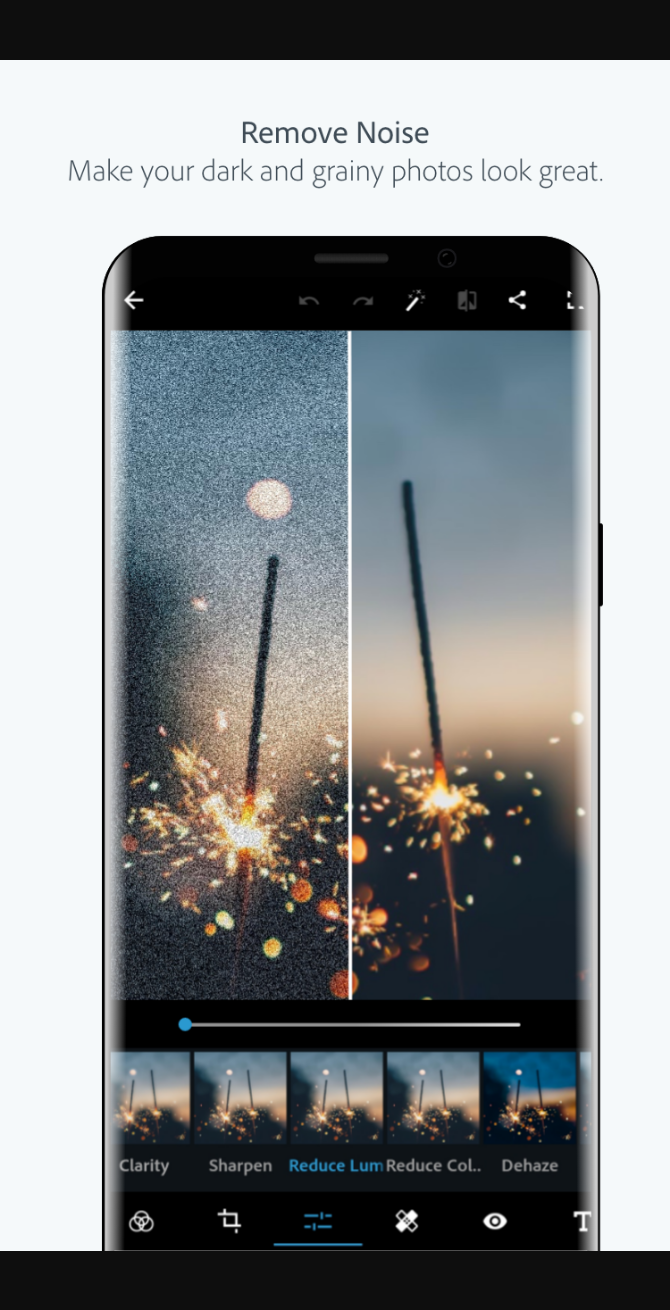 Remove Noise
Make your dark and grainy photos look great.
Clarity Sharpen Reduce Lum Reduce Col.. Dehaze
T